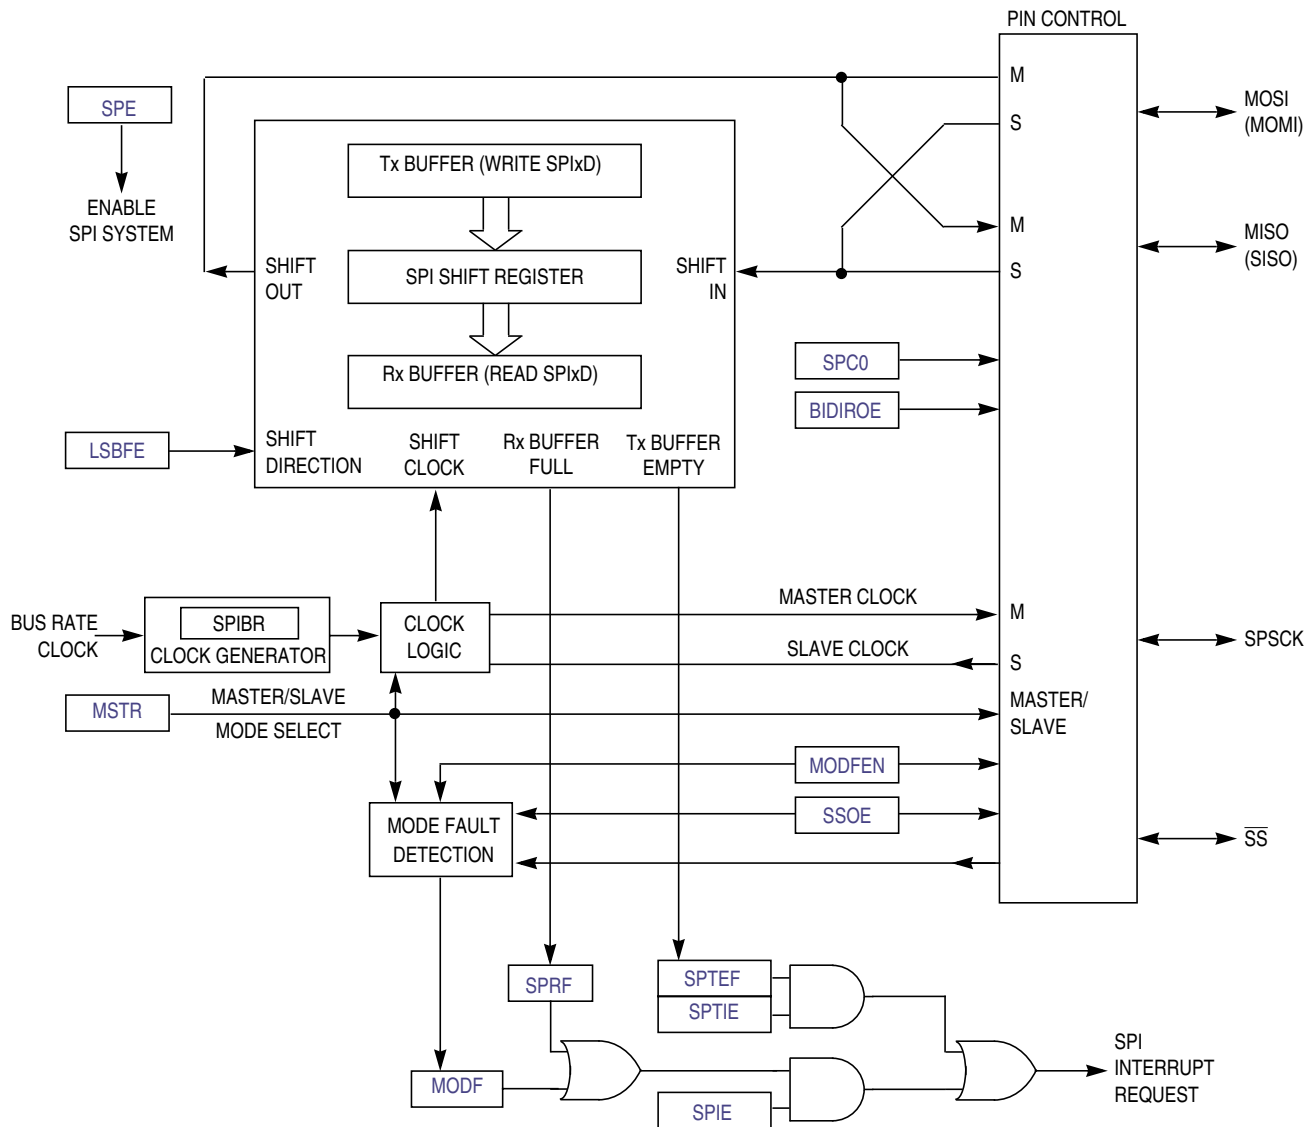 PIN CONTROL
M
SPE
MOSI
(MOMI)
S
Tx BUFFER (WRITE SPIxD)
ENABLE
SPI SYSTEM
M
MISO
(SISO)
SHIFT
OUT
SPI SHIFT REGISTER
SHIFT
IN
S
SPC0
Rx BUFFER (READ SPIxD)
BIDIROE
LSBFE
SHIFT
DIRECTION
SHIFT
CLOCK
Rx BUFFER
FULL
Tx BUFFER
EMPTY
MASTER CLOCK
M
BUS RATE
CLOCK
SPIBR
CLOCK GENERATOR
CLOCK
LOGIC
SPSCK
SLAVE CLOCK
S
MSTR
MASTER/SLAVE
MODE SELECT
MASTER/
SLAVE
MODFEN
SSOE
MODE FAULT
DETECTION
SS
SPRF
SPTEF
SPTIE
SPI
INTERRUPT
REQUEST
MODF
SPIE